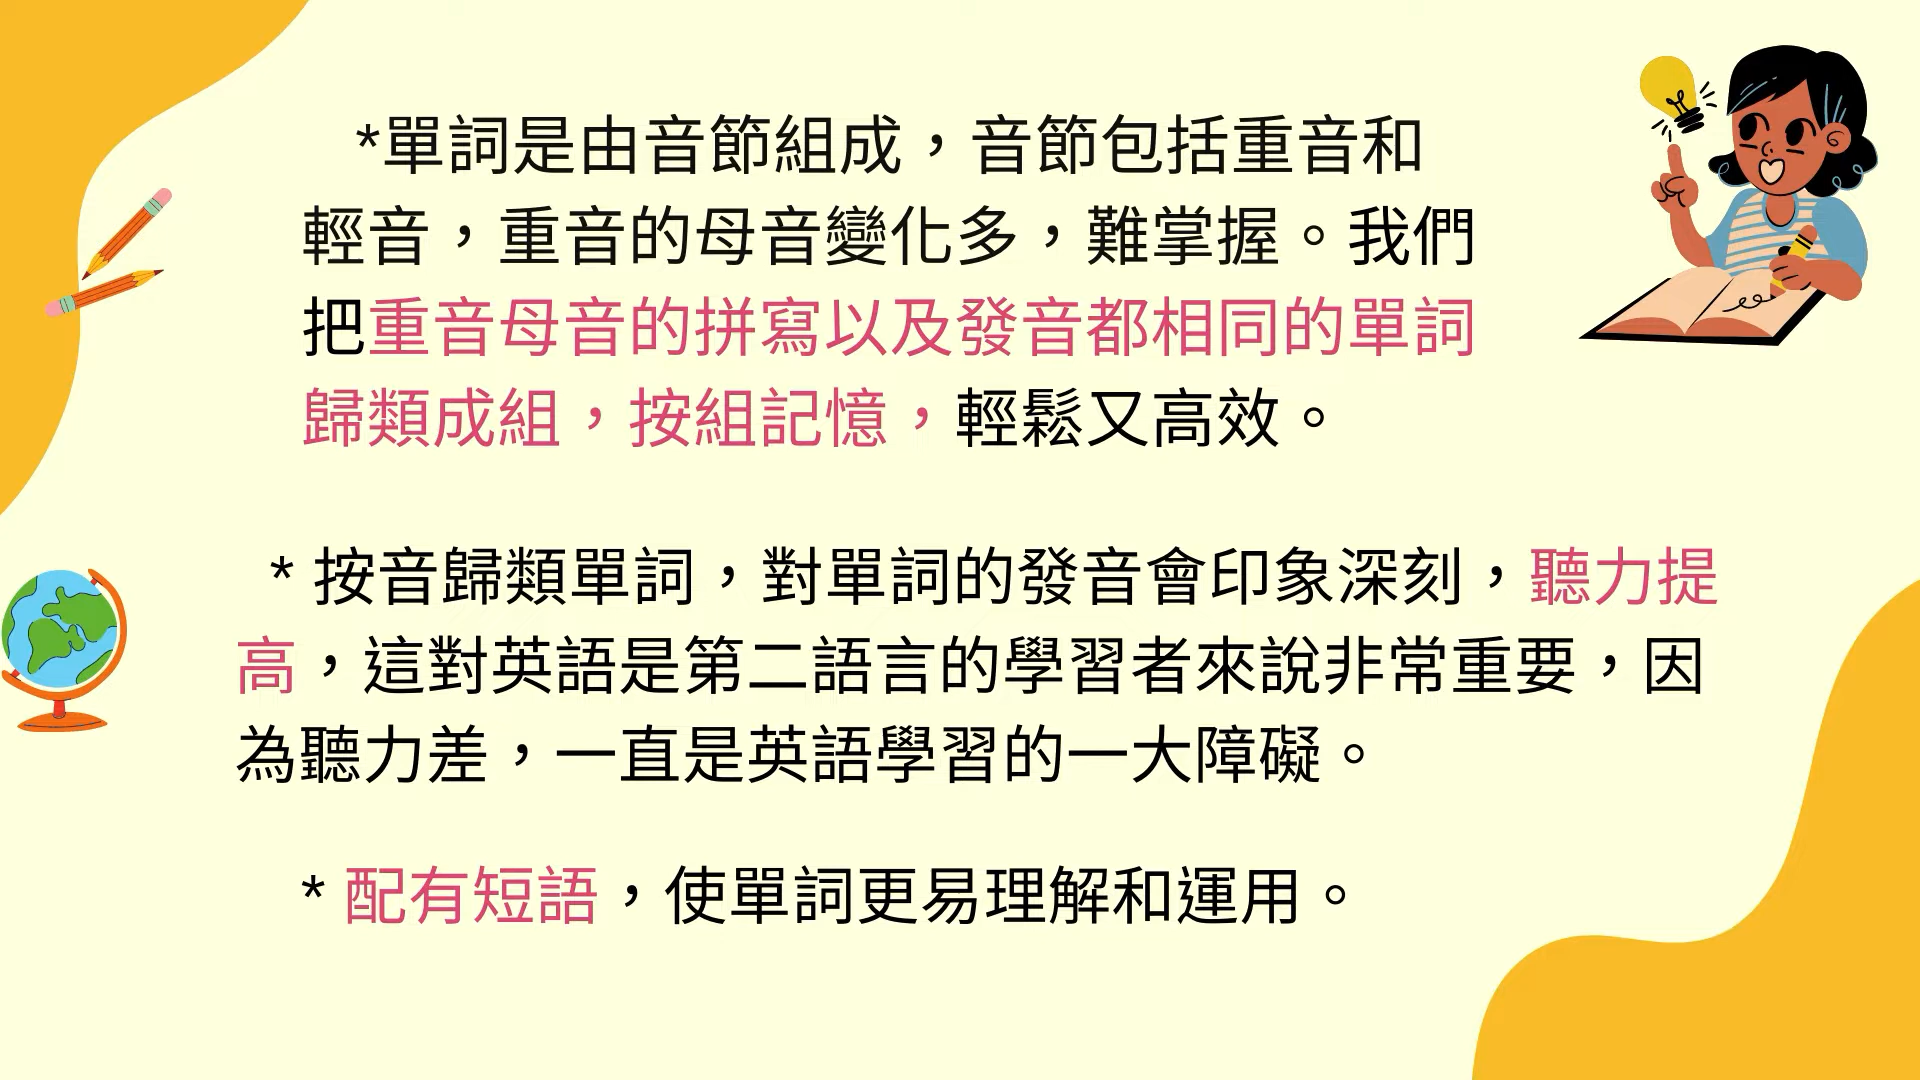 *單詞是由音節組成，音節包括重音和
輕音，重音的母音變化多，難掌握。我們
把重音母音的拼寫以及發音都相同的單詞
歸類成組，按組記憶，輕鬆又高效。
* 按音歸類單詞，對單詞的發音會印象深刻，聽力提
高，這對英語是第二語言的學習者來說非常重要，因
為聽力差，一直是英語學習的一大障礙。
* 配有短語，使單詞更易理解和運用。